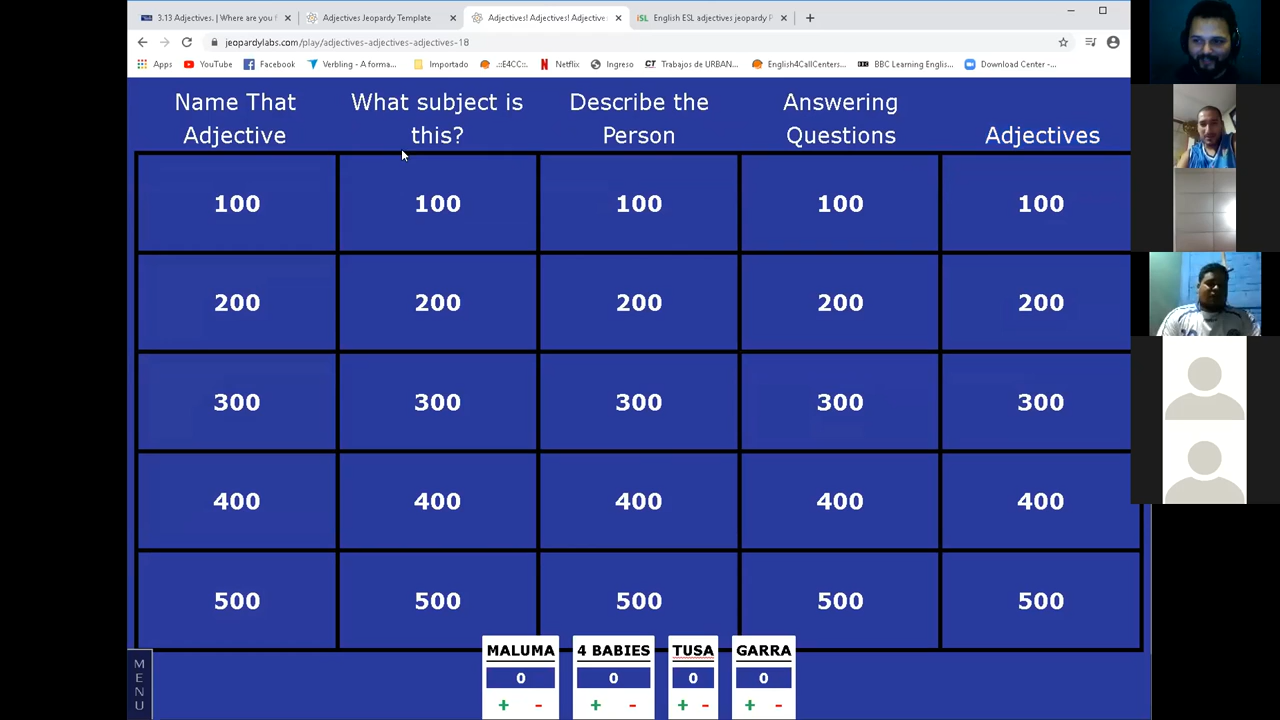 3.13 Adjectives. | Where are you f
Adjectives Jeopardy Template
Adjectives! Adjectives! Adjective
English ESL adjectives jeopardy P
jeopardylabs.com/play/adjectives-adjectives-adjectives-18
Apps
YouTube
Facebook
Verbling - A forma...
Importado
.::E4CC::.
Netflix
Ingreso
Trabajos de URBAN...
English4CallCenters...
BBC Learning Englis...
Download Center -...
Name That
Adjective
What subject is
this?
Describe the
Person
Answering
Questions
Adjectives
100 100 100 100 100
200 200 200 200 200
300 300 300 300 300
400 400 400 400 400
500 500 500 500 500
MENU
MALUMA 4 BABIES TUSA GARRA
0 0 0 0
+ - + - + - + -